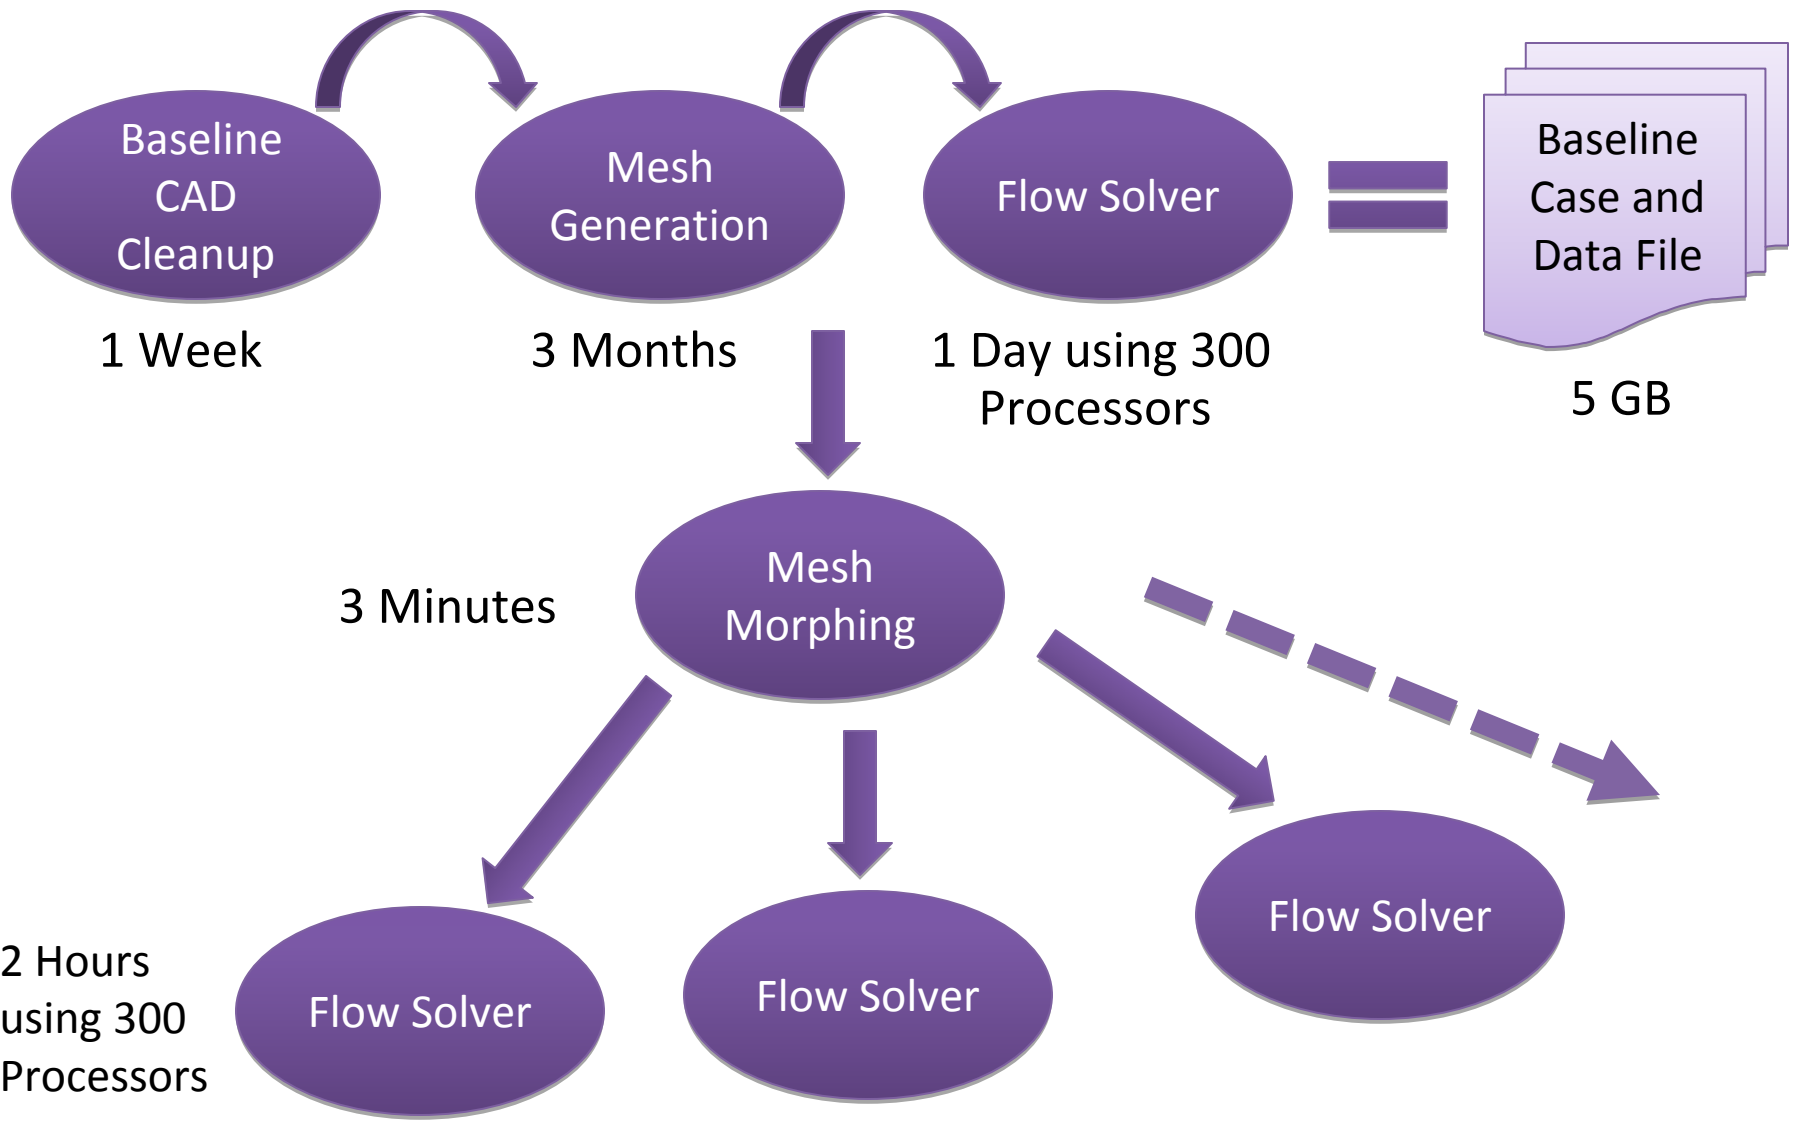 Baseline
CAD
Cleanup
Mesh
Generation
Flow Solver
Baseline
Case and
Data File
1 Week
3 Months
1 Day using 300
Processors
5 GB
Mesh
Morphing
3 Minutes
Flow Solver
2 Hours
using 300
Processors
Flow Solver
Flow Solver